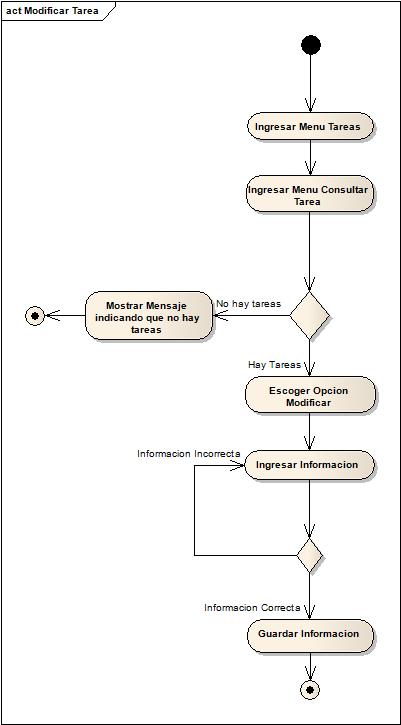 act Modificar Tarea
Ingresar Menu Tareas
Ingresar Menu Consultar
Tarea
No hay tareas
Mostrar Mensaje
indicando que no hay
tareas
Hay Tareas
Escoger Opcion
Modificar
Informacion Incorrecta
Ingresar Informacion
Informacion Correcta
Guardar Informacion